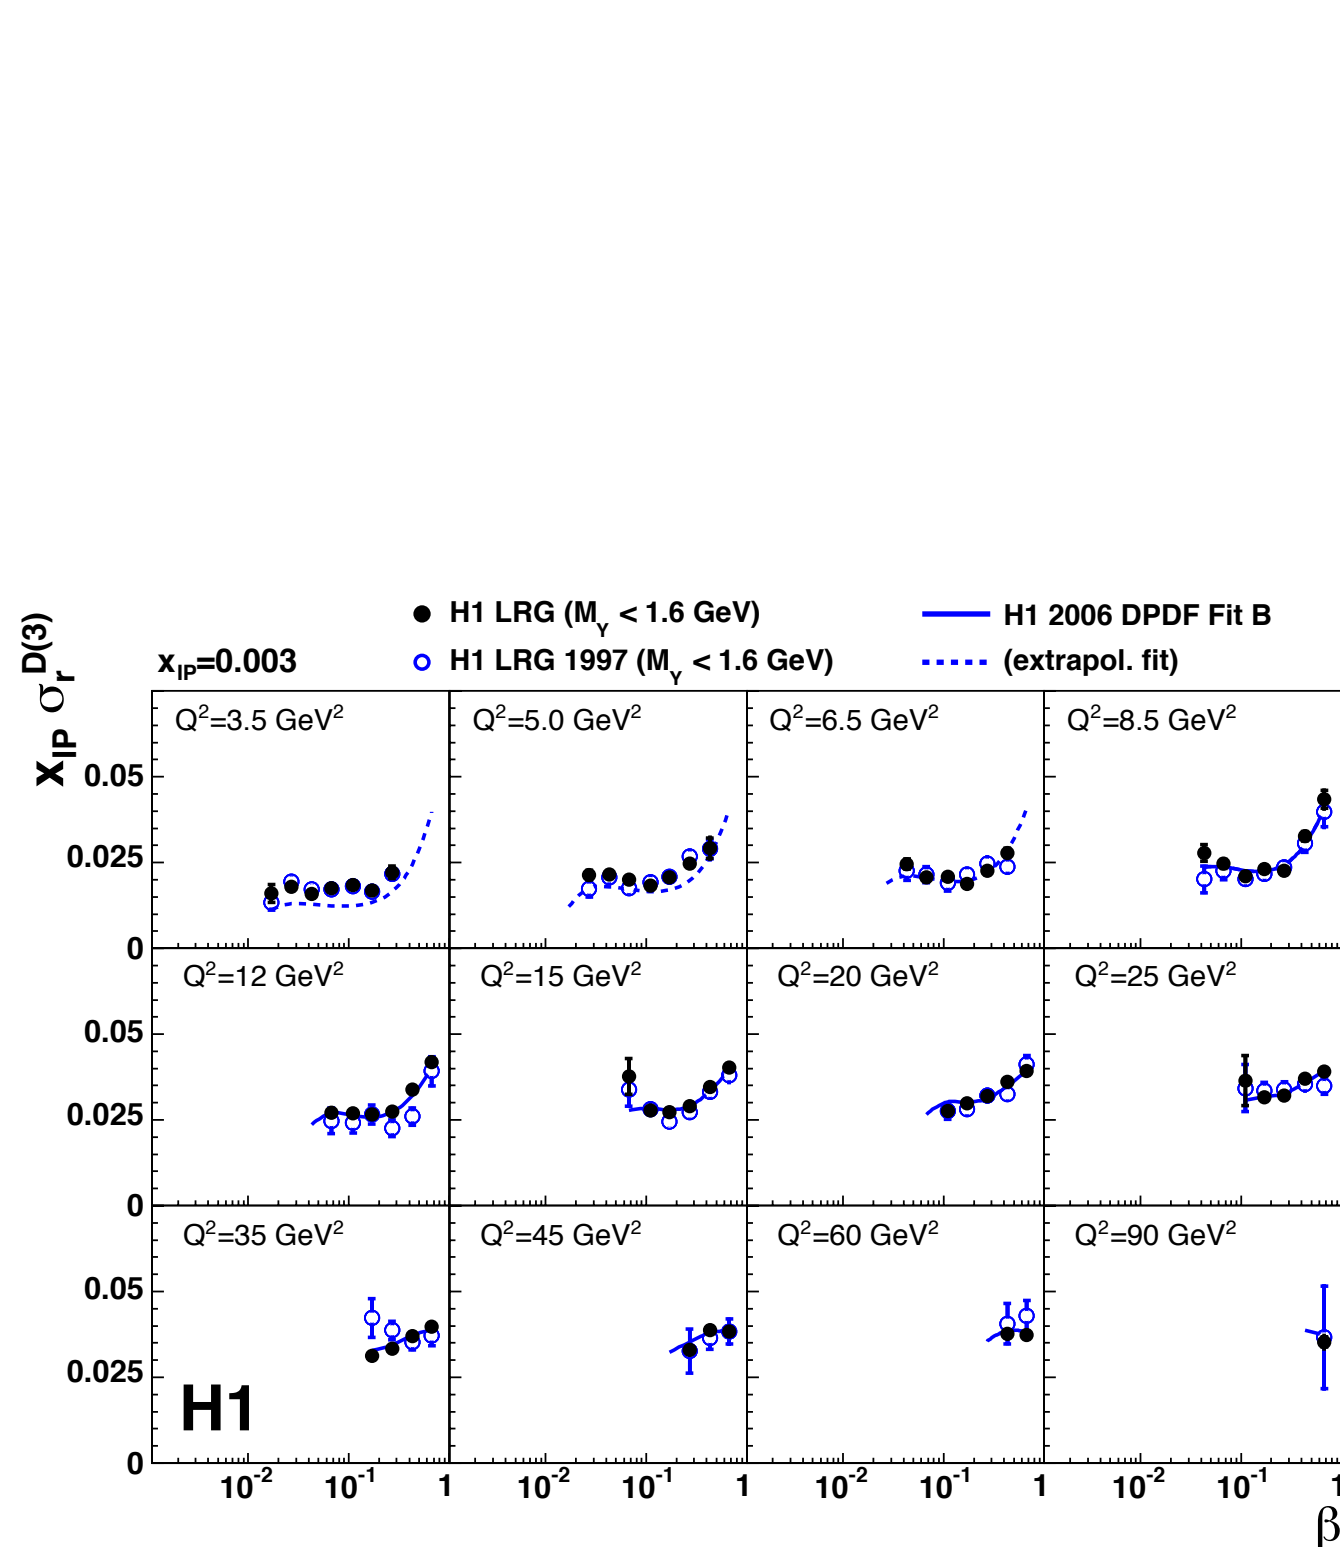 H1 LRG (M_Y < 1.6 GeV)
H1 2006 DPDF Fit B
x_IP=0.003
H1 LRG 1997 (M_Y < 1.6 GeV)
(extrapol. fit)
x_IP σ_r^D(3)
Q²=3.5 GeV²
Q²=5.0 GeV²
Q²=6.5 GeV²
Q²=8.5 GeV²
0.05
0.025
0
Q²=12 GeV²
Q²=15 GeV²
Q²=20 GeV²
Q²=25 GeV²
0.05
0.025
0
Q²=35 GeV²
Q²=45 GeV²
Q²=60 GeV²
Q²=90 GeV²
0.05
0.025
H1
0
10⁻² 10⁻¹ 1 10⁻² 10⁻¹ 1 10⁻² 10⁻¹ 1 10⁻² 10⁻¹ 1
β